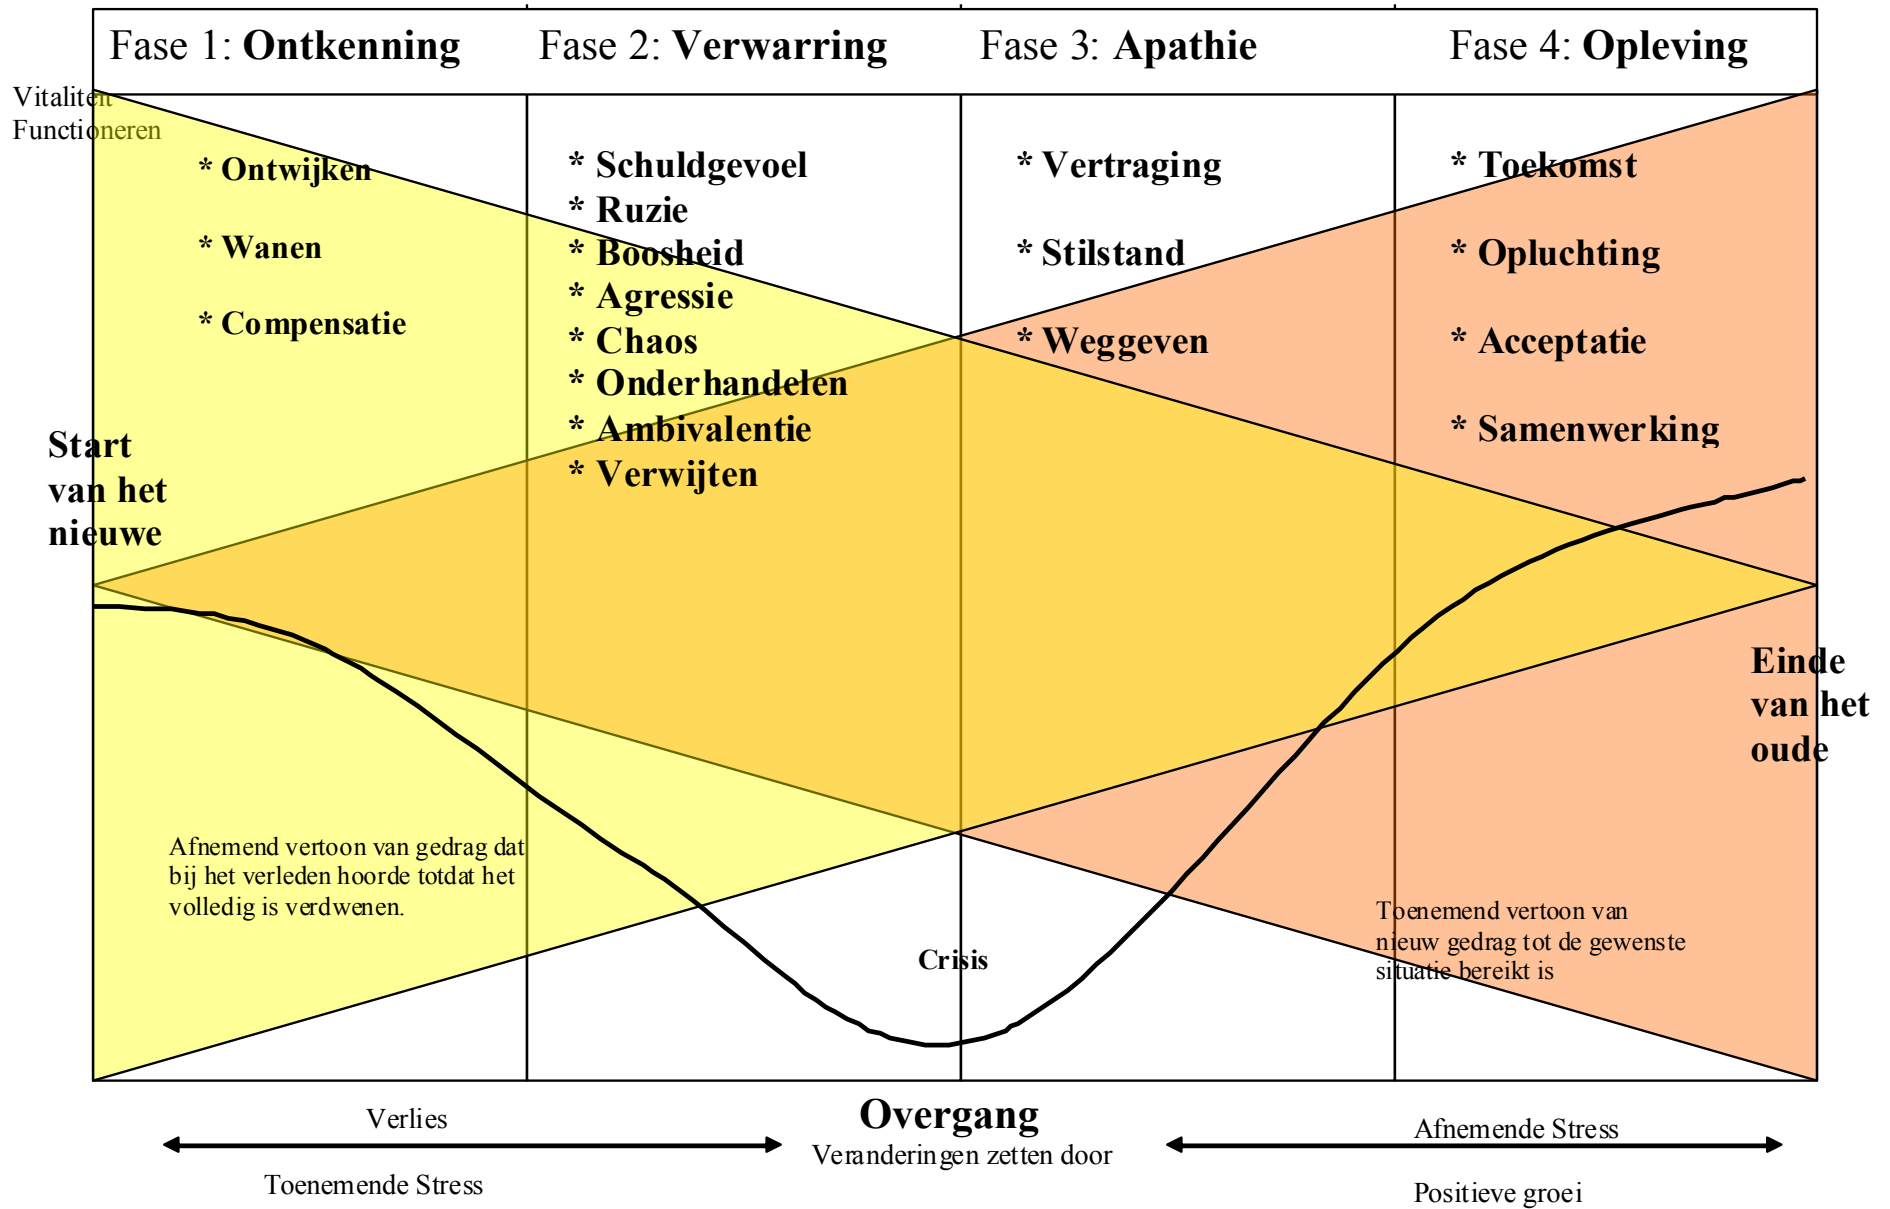 Fase 1: Ontkenning
Fase 2: Verwarring
Fase 3: Apathie
Fase 4: Opleving
Vitaliteit
Functioneren
* Ontwijken
* Wanen
* Compensatie
* Schuldgevoel
* Ruzie
* Boosheid
* Agressie
* Chaos
* Onderhandelen
* Ambivalentie
* Verwijten
* Vertraging
* Stilstand
* Weggeven
* Toekomst
* Opluchting
* Acceptatie
* Samenwerking
Start
van het
nieuwe
Einde
van het
oude
Afnemend vertoon van gedrag dat
bij het verleden hoorde totdat het
volledig is verdwenen.
Crisis
Toenemend vertoon van
nieuw gedrag tot de gewenste
situatie bereikt is
Verlies
Toenemende Stress
Overgang
Veranderingen zetten door
Afnemende Stress
Positieve groei